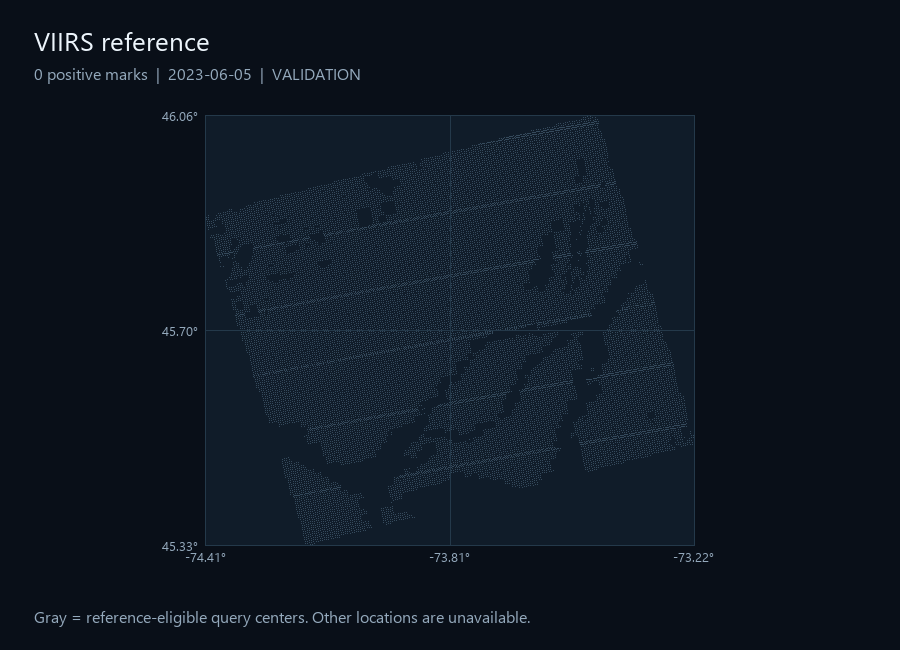 VIIRS reference
0 positive marks | 2023-06-05 | VALIDATION
46.06°
45.70°
45.33°
-74.41°
-73.81°
-73.22°
Gray = reference-eligible query centers. Other locations are unavailable.